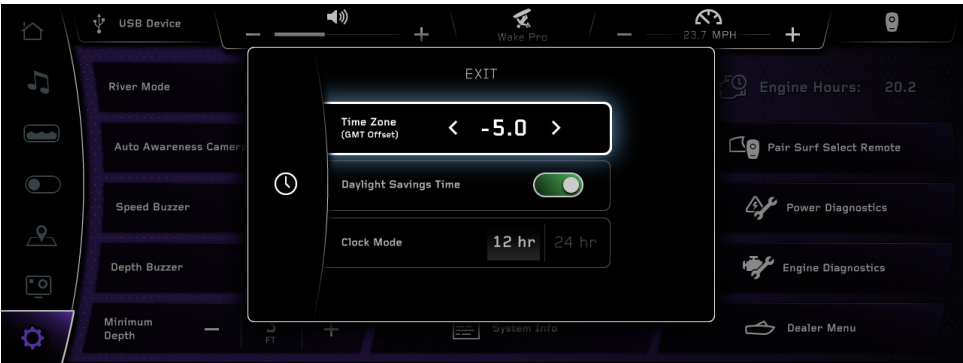 USB Device
Wake Pro
23.7 MPH
EXIT
River Mode
Engine Hours: 20.2
Time Zone
(GMT Offset)
-5.0
Auto Awareness Camera
Pair Surf Select Remote
Daylight Savings Time
Speed Buzzer
Power Diagnostics
Clock Mode
12 hr
24 hr
Depth Buzzer
Engine Diagnostics
Minimum
Depth
3
FT
System Info
Dealer Menu